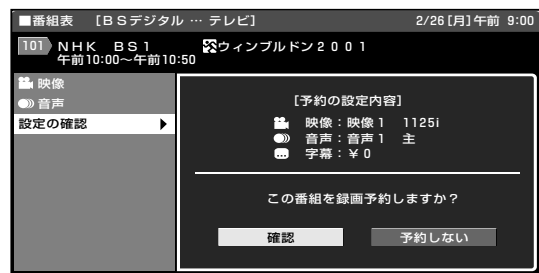 ■番組表 [BSデジタル … テレビ] 2/26[月]午前 9:00
101 NHK BS1 ウィンブルドン2001
午前10:00〜午前10:50
映像
音声
設定の確認
[予約の設定内容]
映像：映像1 1125i
音声：音声1 主
字幕：￥0
この番組を録画予約しますか？
確認 予約しない